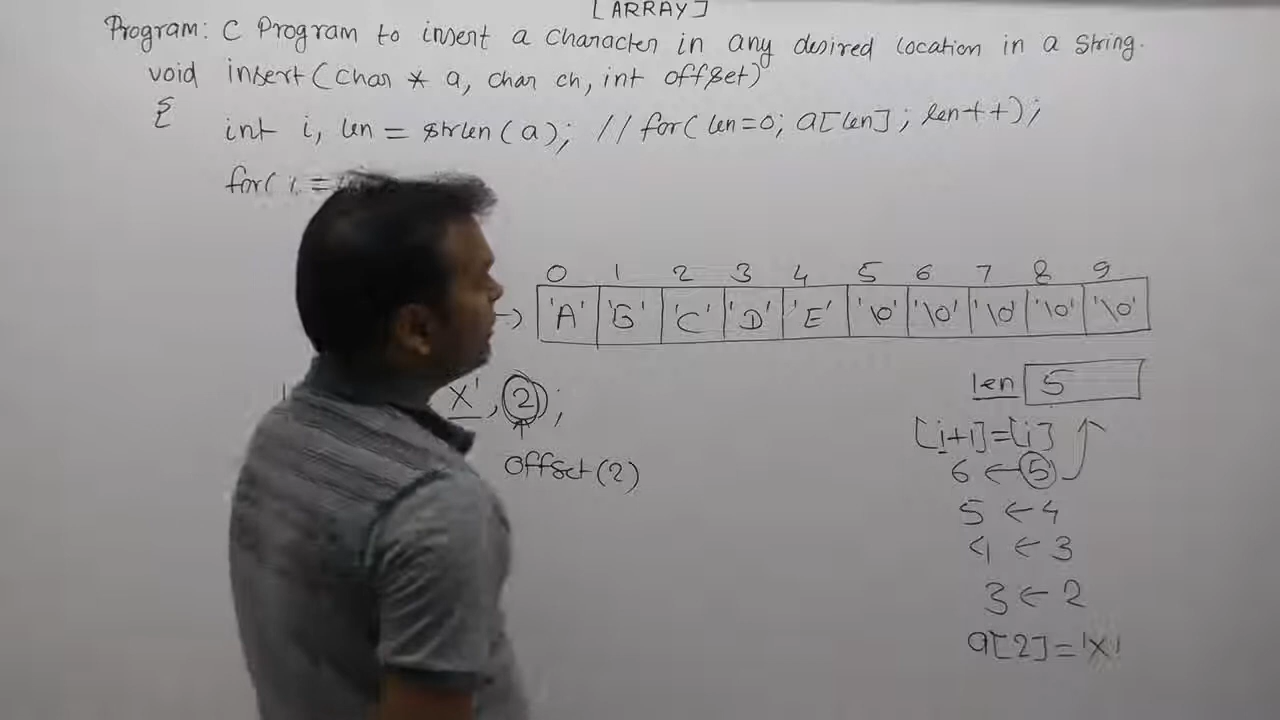 [ARRAY]
Program: C Program to insert a character in any desired location in a string.
void insert(char * a, char ch, int offset)
{
int i, len = strlen(a); // for( len=0; a[len]; len++);
for( i =
0 1 2 3 4 5 6 7 8 9
'A' 'B' 'C' 'D' 'E' '\0' '\0' '\0' '\0' '\0'
len 5
X', 2);
[i+1]=[i]
offset(2)
6 ← 5
5 ← 4
4 ← 3
3 ← 2
a[2]='X'